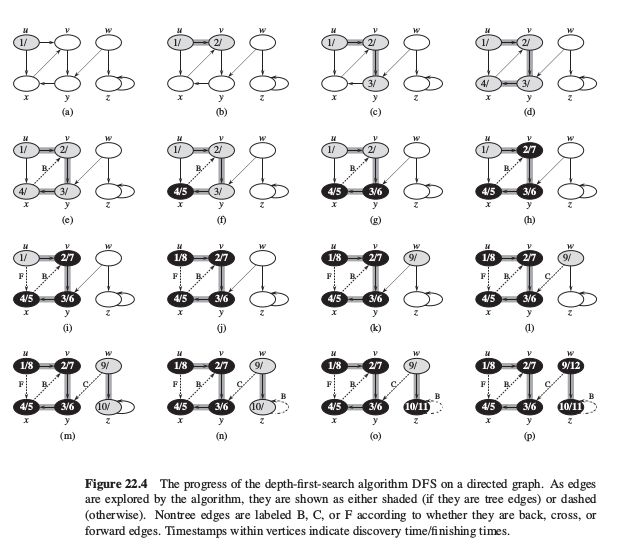 u v w u v w u v w u v w
1/ 1/ 2/ 1/ 2/ 1/ 2/
3/ 4/ 3/
x y z x y z x y z x y z
(a) (b) (c) (d)
u v w u v w u v w u v w
1/ 2/ 1/ 2/ 1/ 2/ 1/ 2/7
B B B B
4/ 3/ 4/5 3/ 4/5 3/6 4/5 3/6
x y z x y z x y z x y z
(e) (f) (g) (h)
u v w u v w u v w u v w
1/ 2/7 1/8 2/7 1/8 2/7 9/ 1/8 2/7 9/
F B F B F B F B C
4/5 3/6 4/5 3/6 4/5 3/6 4/5 3/6
x y z x y z x y z x y z
(i) (j) (k) (l)
u v w u v w u v w u v w
1/8 2/7 9/ 1/8 2/7 9/ 1/8 2/7 9/ 1/8 2/7 9/12
F B C F B C F B C F B C
B B B
4/5 3/6 10/ 4/5 3/6 10/ 4/5 3/6 10/11 4/5 3/6 10/11
x y z x y z x y z x y z
(m) (n) (o) (p)
Figure 22.4 The progress of the depth-first-search algorithm DFS on a directed graph. As edges
are explored by the algorithm, they are shown as either shaded (if they are tree edges) or dashed
(otherwise). Nontree edges are labeled B, C, or F according to whether they are back, cross, or
forward edges. Timestamps within vertices indicate discovery time/finishing times.